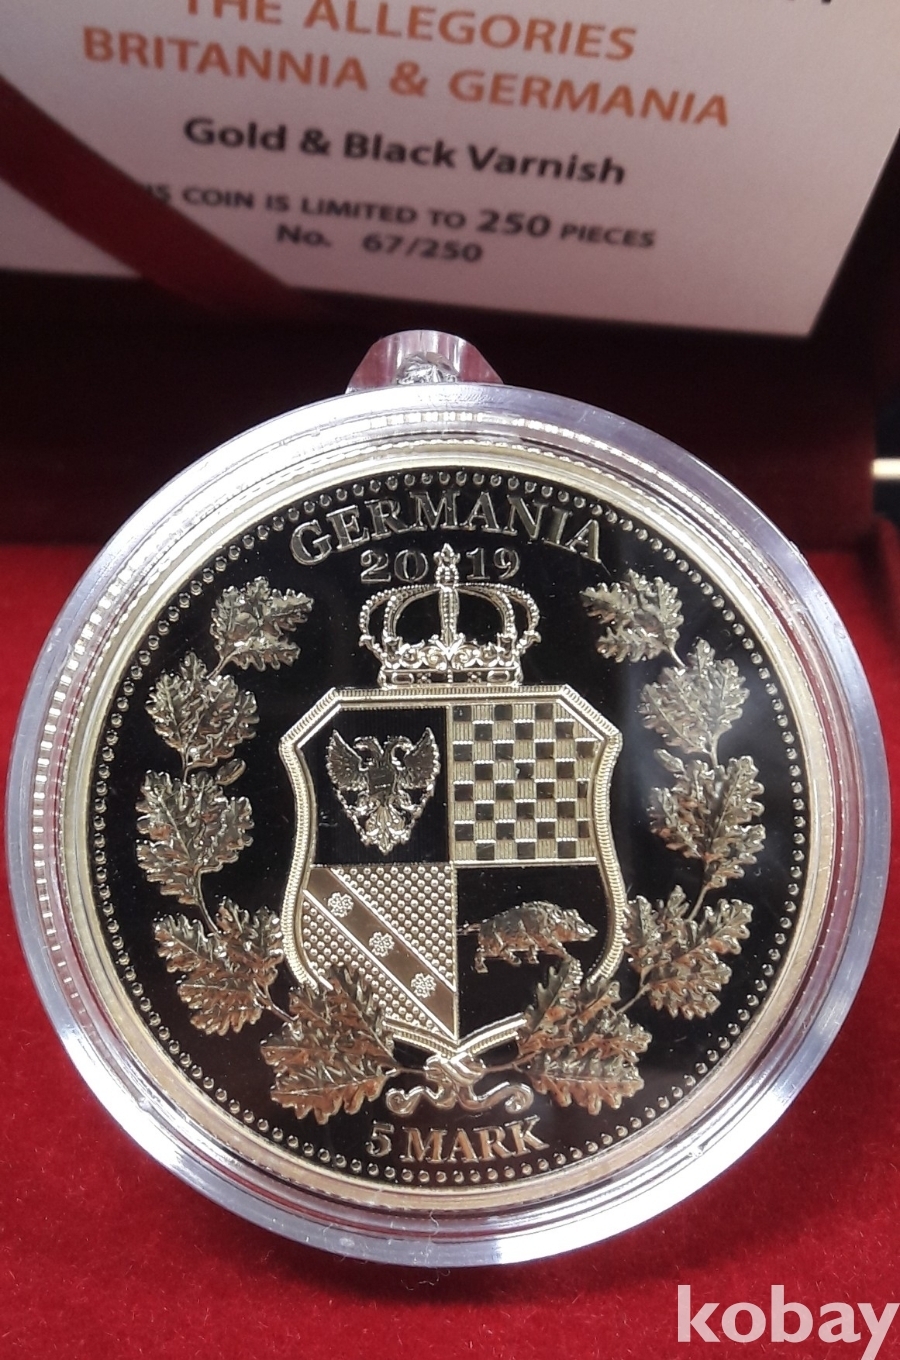 THE ALLEGORIES
BRITANNIA & GERMANIA
Gold & Black Varnish
COIN IS LIMITED TO 250 PIECES
No. 67/250
GERMANIA
2019
5 MARK
kobay